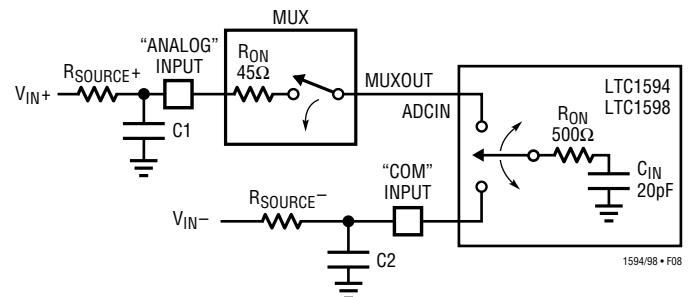 MUX
"ANALOG"
INPUT
RON
45Ω
RSOURCE+
VIN+
C1
MUXOUT
ADCIN
LTC1594
LTC1598
RON
500Ω
CIN
20pF
"COM"
INPUT
RSOURCE–
VIN–
C2
1594/98 • F08